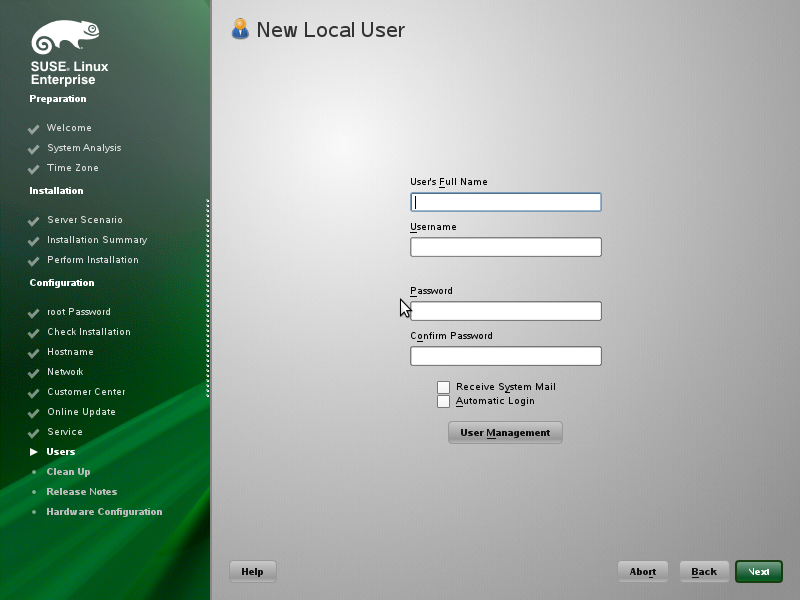 SUSE. Linux
Enterprise
Preparation
Welcome
System Analysis
Time Zone
Installation
Server Scenario
Installation Summary
Perform Installation
Configuration
root Password
Check Installation
Hostname
Network
Customer Center
Online Update
Service
Users
Clean Up
Release Notes
Hardware Configuration
New Local User
User's Full Name
Username
Password
Confirm Password
Receive System Mail
Automatic Login
User Management
Help
Abort
Back
Next